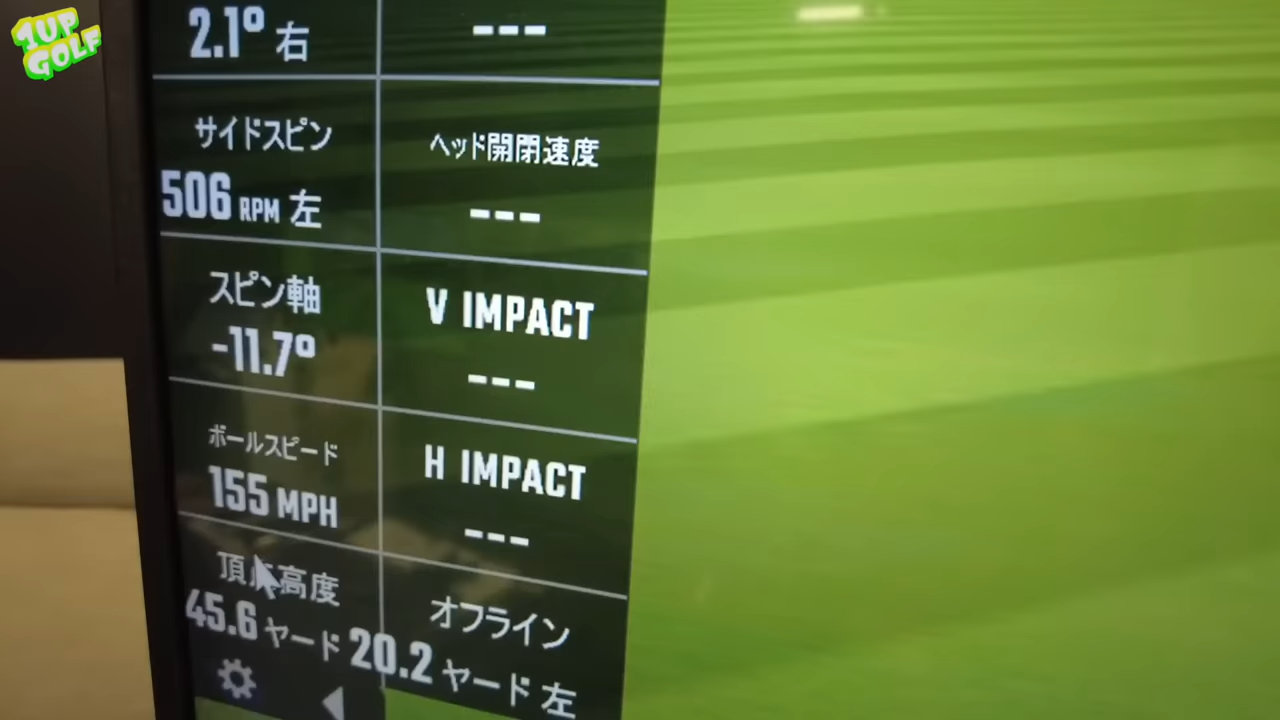 1UP
GOLF
2.1° 右
---
サイドスピン
506 RPM 左
ヘッド開閉速度
---
スピン軸
-11.7°
V IMPACT
---
ボールスピード
155 MPH
H IMPACT
---
頂点高度
45.6 ヤード
オフライン
20.2 ヤード 左